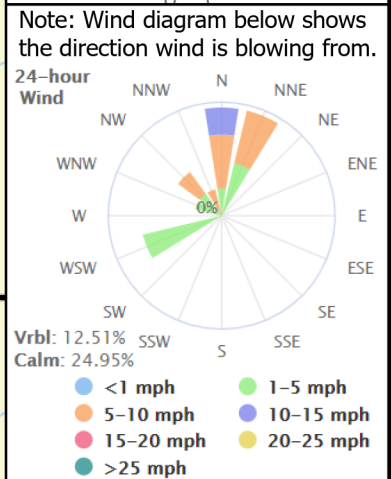 Note: Wind diagram below shows
the direction wind is blowing from.
24-hour
Wind
N
NNW
NNE
NW
NE
WNW
ENE
0%
W
E
WSW
ESE
SW
SE
Vrbl: 12.51%
SSW
SSE
S
Calm: 24.95%
<1 mph
1-5 mph
5-10 mph
10-15 mph
15-20 mph
20-25 mph
>25 mph